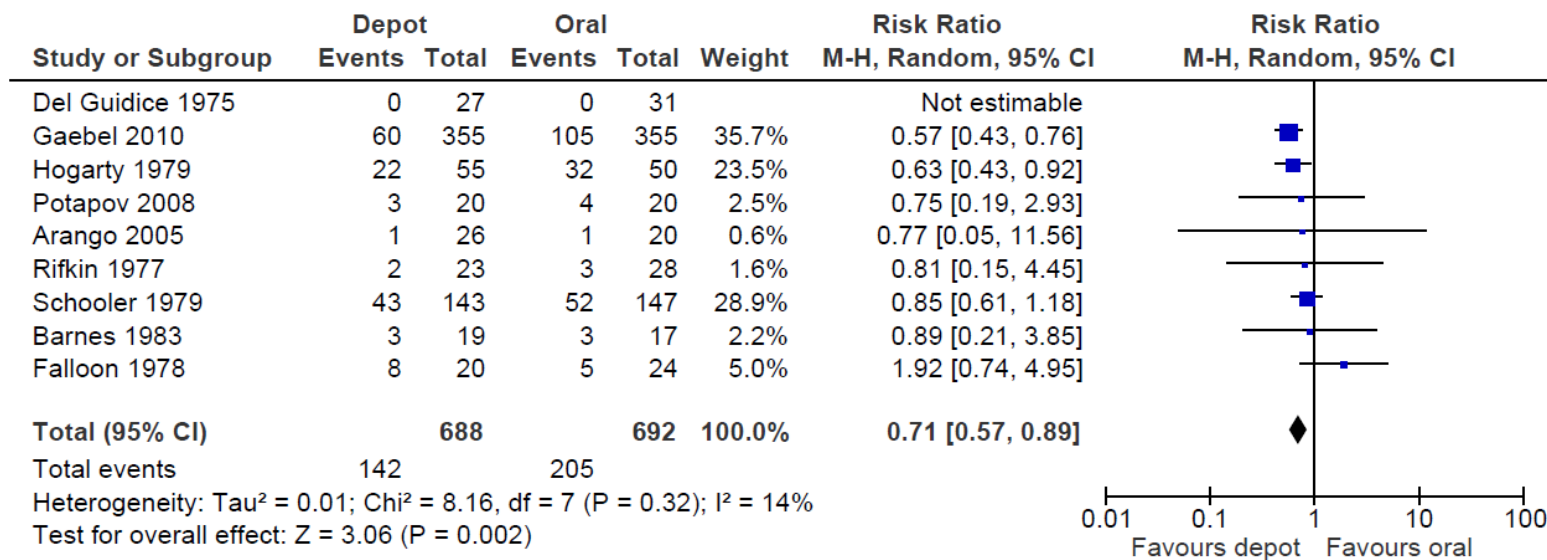 Depot Oral Risk Ratio Risk Ratio
Study or Subgroup Events Total Events Total Weight M-H, Random, 95% CI M-H, Random, 95% CI
Del Guidice 1975 0 27 0 31 Not estimable
Gaebel 2010 60 355 105 355 35.7% 0.57 [0.43, 0.76]
Hogarty 1979 22 55 32 50 23.5% 0.63 [0.43, 0.92]
Potapov 2008 3 20 4 20 2.5% 0.75 [0.19, 2.93]
Arango 2005 1 26 1 20 0.6% 0.77 [0.05, 11.56]
Rifkin 1977 2 23 3 28 1.6% 0.81 [0.15, 4.45]
Schooler 1979 43 143 52 147 28.9% 0.85 [0.61, 1.18]
Barnes 1983 3 19 3 17 2.2% 0.89 [0.21, 3.85]
Falloon 1978 8 20 5 24 5.0% 1.92 [0.74, 4.95]
Total (95% CI) 688 692 100.0% 0.71 [0.57, 0.89]
Total events 142 205
Heterogeneity: Tau² = 0.01; Chi² = 8.16, df = 7 (P = 0.32); I² = 14%
Test for overall effect: Z = 3.06 (P = 0.002)
0.01 0.1 1 10 100
Favours depot Favours oral